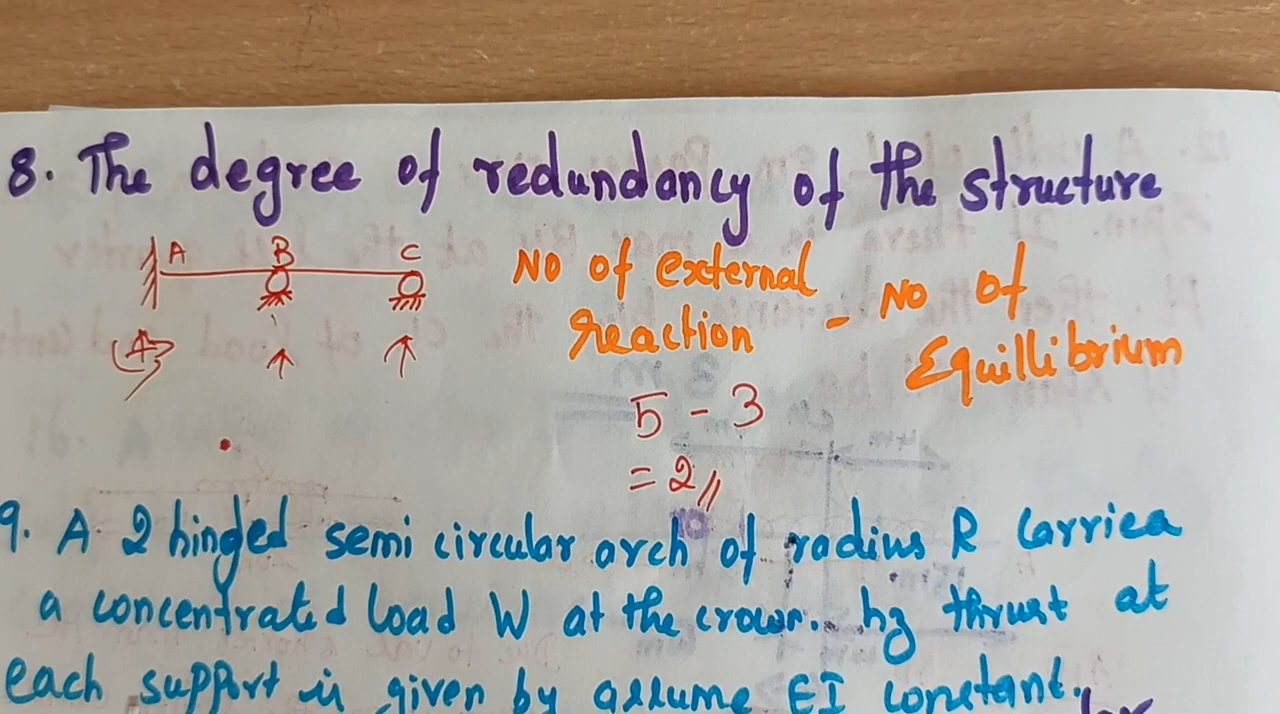 8. The degree of redundancy of the structure
A B C
No of external reaction - No of Equillibrium
5 - 3
= 2//
9. A 2 hinged semi circular arch of radius R Carries
a concentrated load W at the crown. hz thrust at
each support is given by assume EI constant.